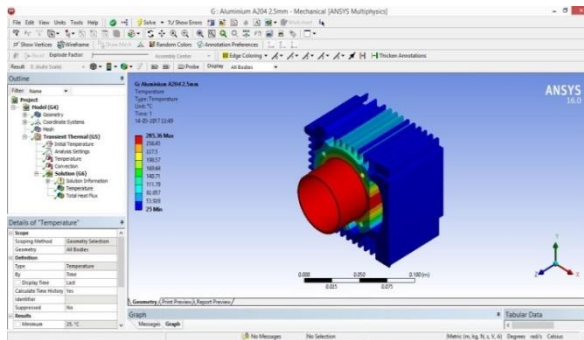 G : Aluminium A204 2.5mm - Mechanical [ANSYS Multiphysics]
File Edit View Units Tools Help
Solve
Show Errors
Worksheet
Show Vertices Wireframe Show Mesh Random Colors Annotation Preferences
Explode Factor: Assembly Center Edge Coloring Thicken Annotations
Result Probe Display All Bodies
Outline
Filter: Name
Project
Model (G4)
Geometry
Coordinate Systems
Mesh
Transient Thermal (G5)
Initial Temperature
Analysis Settings
Temperature
Convection
Solution (G6)
Solution Information
Temperature
Total Heat Flux
Details of "Temperature"
Scope
Scoping Method Geometry Selection
Geometry All Bodies
Definition
Type Temperature
By Time
Display Time Last
Calculate Time History Yes
Identifier
Suppressed No
Results
Minimum 25. °C
G: Aluminium A204 2.5mm
Temperature
Type: Temperature
Unit: °C
Time: 1
285.36 Max
227.5
198.57
169.64
140.71
111.79
25 Min
ANSYS
16.0
0.000 0.050 0.100 (m)
0.025 0.075
Geometry Print Preview Report Preview
Graph
Messages Graph
Tabular Data
No Messages No Selection Metric (m, kg, N, s, V, A) Degrees rad/s Celsius